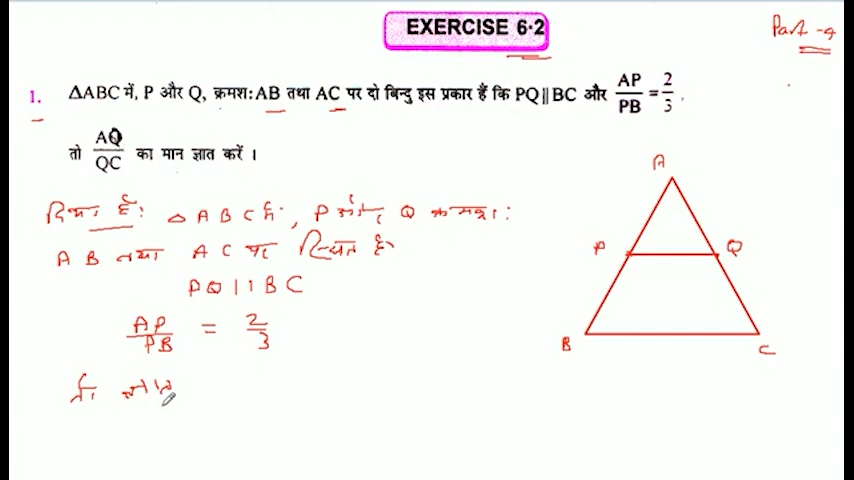 EXERCISE 6·2
Part - 4
1. ΔABC में, P और Q, क्रमश: AB तथा AC पर दो बिन्दु इस प्रकार हैं कि PQ || BC और AP/PB = 2/3,
तो AQ/QC का मान ज्ञात करें ।
दिया है: Δ ABC में, P और Q क्रमश:
AB तथा AC पर स्थित है
PQ || BC
AP/PB = 2/3
तो
A
P
Q
B
C